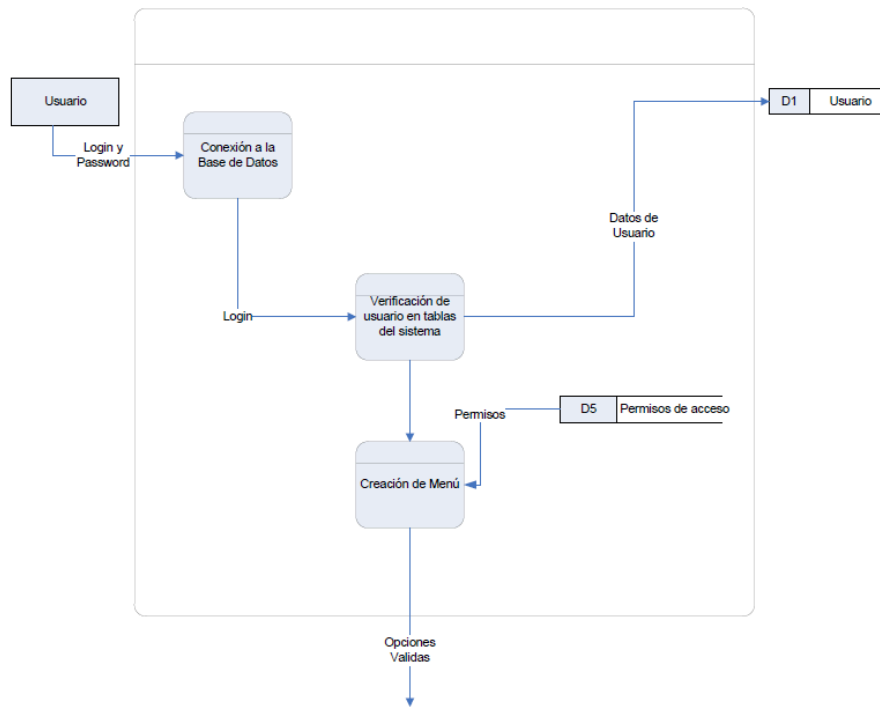 Usuario
D1
Usuario
Login y
Password
Conexión a la
Base de Datos
Datos de
Usuario
Login
Verificación de
usuario en tablas
del sistema
Permisos
D5
Permisos de acceso
Creación de Menú
Opciones
Validas